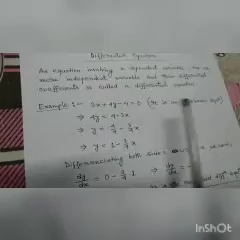 Differential Equation
An equation involving a dependent variable, one or
more independent variable and their differential
coefficients is called a differential equation
Example :- 3x+4y-4=0
⇒ 4y = 4-3x
⇒ y = 4/4 - 3/4 x
⇒ y = 1 - 3/4 x
Differentiating both sides
dy/dx = 0 - 3/4 . 1 ⇒ dy/dx =
InShot